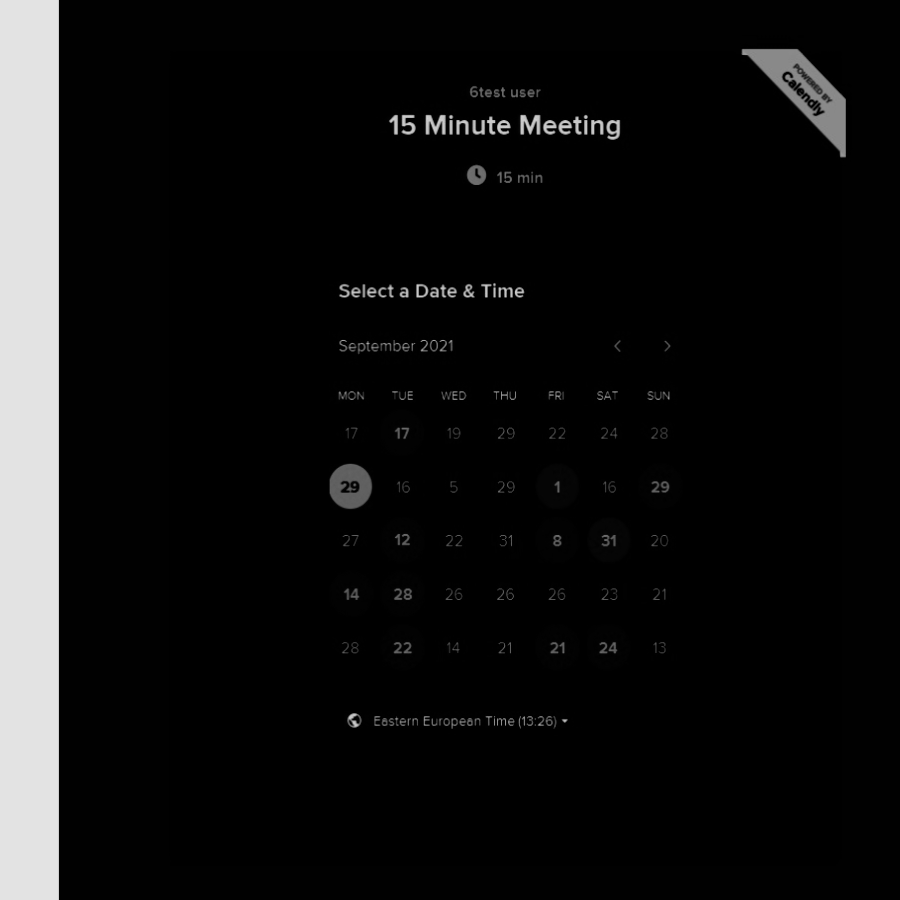 POWERED BY
Calendly
6test user
15 Minute Meeting
15 min
Select a Date & Time
September 2021
MON TUE WED THU FRI SAT SUN
17 17 19 29 22 24 28
29 16 5 29 1 16 29
27 12 22 31 8 31 20
14 28 26 26 26 23 21
28 22 14 21 21 24 13
Eastern European Time (13:26)